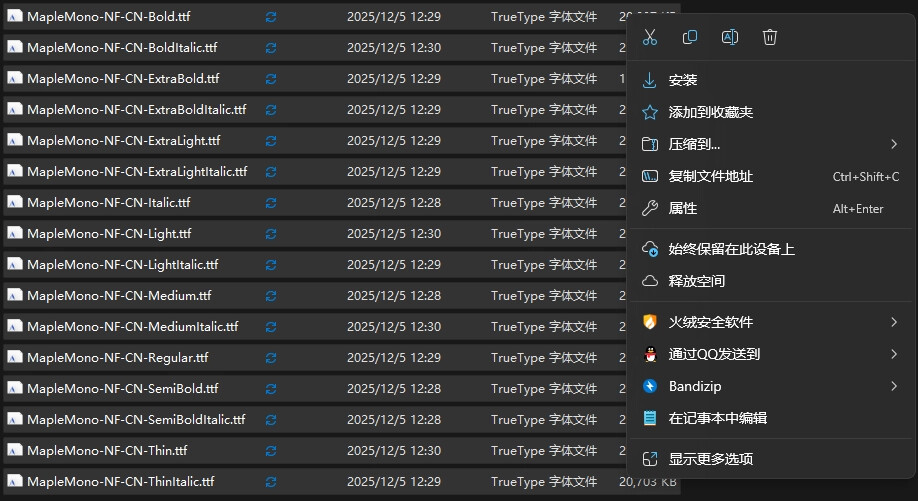 MapleMono-NF-CN-Bold.ttf 2025/12/5 12:29 TrueType 字体文件
MapleMono-NF-CN-BoldItalic.ttf 2025/12/5 12:30 TrueType 字体文件 2
MapleMono-NF-CN-ExtraBold.ttf 2025/12/5 12:29 TrueType 字体文件 1
MapleMono-NF-CN-ExtraBoldItalic.ttf 2025/12/5 12:29 TrueType 字体文件 2
MapleMono-NF-CN-ExtraLight.ttf 2025/12/5 12:29 TrueType 字体文件 2
MapleMono-NF-CN-ExtraLightItalic.ttf 2025/12/5 12:29 TrueType 字体文件 2
MapleMono-NF-CN-Italic.ttf 2025/12/5 12:28 TrueType 字体文件 2
MapleMono-NF-CN-Light.ttf 2025/12/5 12:30 TrueType 字体文件 2
MapleMono-NF-CN-LightItalic.ttf 2025/12/5 12:29 TrueType 字体文件 2
MapleMono-NF-CN-Medium.ttf 2025/12/5 12:28 TrueType 字体文件 2
MapleMono-NF-CN-MediumItalic.ttf 2025/12/5 12:30 TrueType 字体文件 2
MapleMono-NF-CN-Regular.ttf 2025/12/5 12:29 TrueType 字体文件 2
MapleMono-NF-CN-SemiBold.ttf 2025/12/5 12:28 TrueType 字体文件 2
MapleMono-NF-CN-SemiBoldItalic.ttf 2025/12/5 12:28 TrueType 字体文件 2
MapleMono-NF-CN-Thin.ttf 2025/12/5 12:30 TrueType 字体文件 2
MapleMono-NF-CN-ThinItalic.ttf 2025/12/5 12:29 TrueType 字体文件 20,703 KB
安装
添加到收藏夹
压缩到...
复制文件地址 Ctrl+Shift+C
属性 Alt+Enter
始终保留在此设备上
释放空间
火绒安全软件
通过QQ发送到
Bandizip
在记事本中编辑
显示更多选项